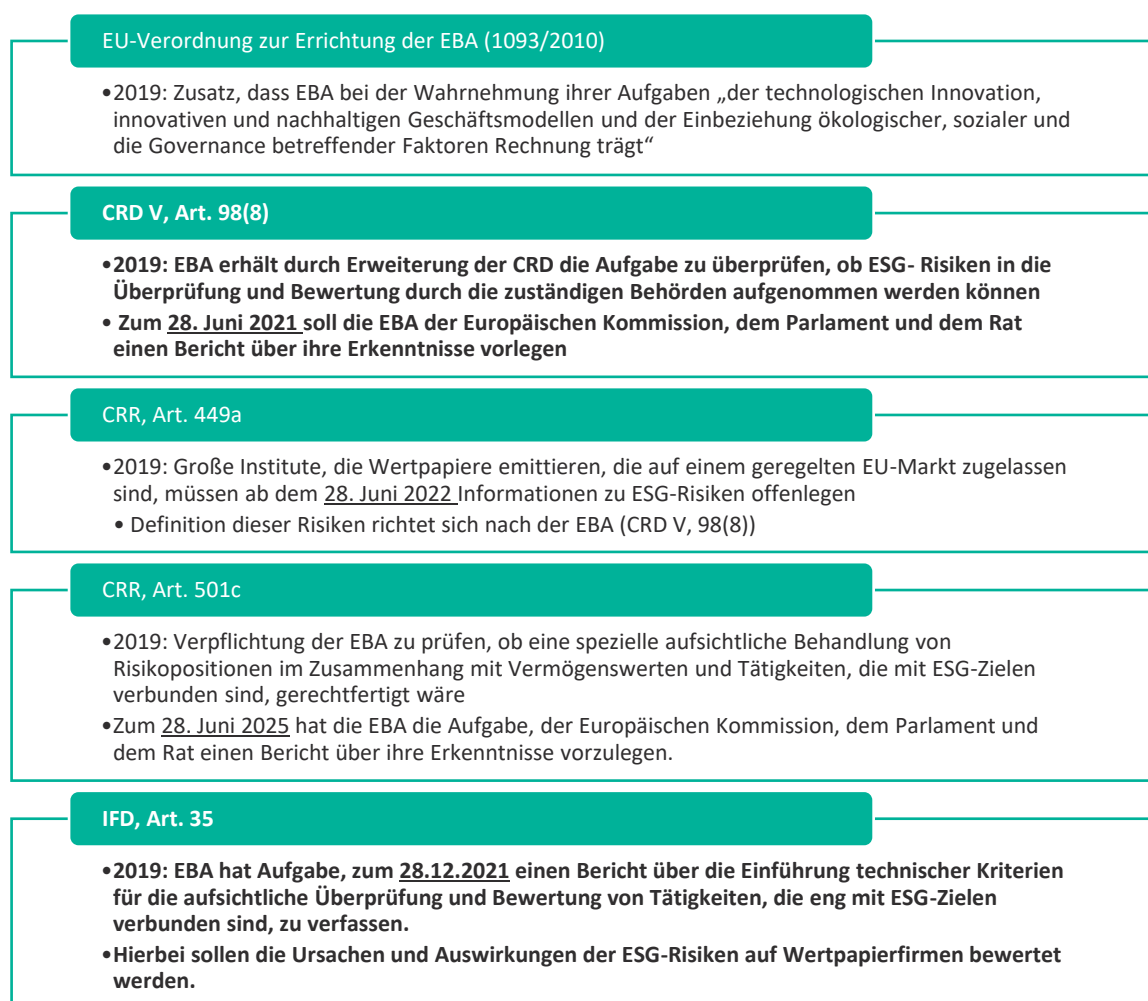 EU-Verordnung zur Errichtung der EBA (1093/2010)
•2019: Zusatz, dass EBA bei der Wahrnehmung ihrer Aufgaben „der technologischen Innovation,
innovativen und nachhaltigen Geschäftsmodellen und der Einbeziehung ökologischer, sozialer und
die Governance betreffender Faktoren Rechnung trägt“
CRD V, Art. 98(8)
•2019: EBA erhält durch Erweiterung der CRD die Aufgabe zu überprüfen, ob ESG- Risiken in die
Überprüfung und Bewertung durch die zuständigen Behörden aufgenommen werden können
• Zum 28. Juni 2021 soll die EBA der Europäischen Kommission, dem Parlament und dem Rat
einen Bericht über ihre Erkenntnisse vorlegen
CRR, Art. 449a
•2019: Große Institute, die Wertpapiere emittieren, die auf einem geregelten EU-Markt zugelassen
sind, müssen ab dem 28. Juni 2022 Informationen zu ESG-Risiken offenlegen
• Definition dieser Risiken richtet sich nach der EBA (CRD V, 98(8))
CRR, Art. 501c
•2019: Verpflichtung der EBA zu prüfen, ob eine spezielle aufsichtliche Behandlung von
Risikopositionen im Zusammenhang mit Vermögenswerten und Tätigkeiten, die mit ESG-Zielen
verbunden sind, gerechtfertigt wäre
•Zum 28. Juni 2025 hat die EBA die Aufgabe, der Europäischen Kommission, dem Parlament und
dem Rat einen Bericht über ihre Erkenntnisse vorzulegen.
IFD, Art. 35
•2019: EBA hat Aufgabe, zum 28.12.2021 einen Bericht über die Einführung technischer Kriterien
für die aufsichtliche Überprüfung und Bewertung von Tätigkeiten, die eng mit ESG-Zielen
verbunden sind, zu verfassen.
•Hierbei sollen die Ursachen und Auswirkungen der ESG-Risiken auf Wertpapierfirmen bewertet
werden.